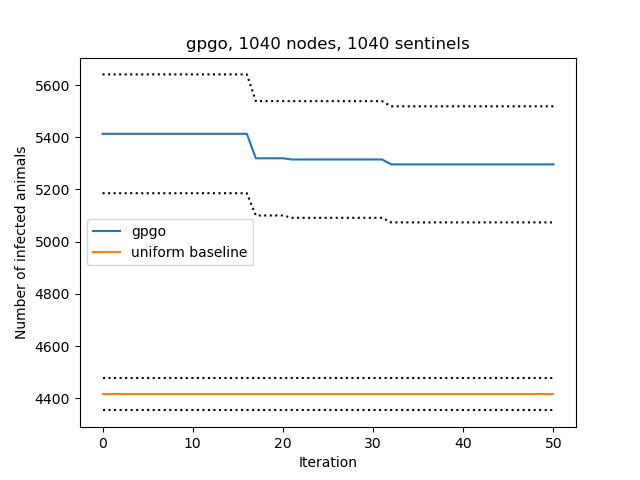 gpgo, 1040 nodes, 1040 sentinels
Number of infected animals
5600
5400
5200
5000
4800
4600
4400
gpgo
uniform baseline
0 10 20 30 40 50
Iteration